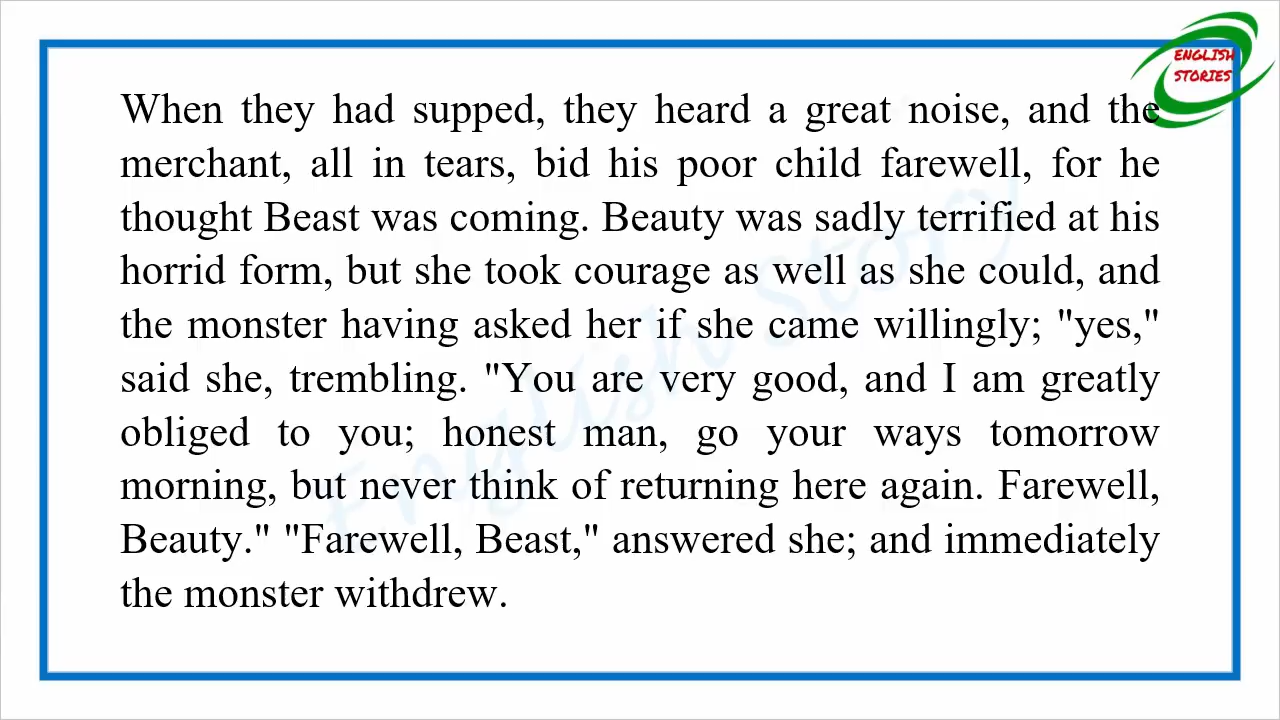 ENGLISH
STORIES
When they had supped, they heard a great noise, and the
merchant, all in tears, bid his poor child farewell, for he
thought Beast was coming. Beauty was sadly terrified at his
horrid form, but she took courage as well as she could, and
the monster having asked her if she came willingly; "yes,"
said she, trembling. "You are very good, and I am greatly
obliged to you; honest man, go your ways tomorrow
morning, but never think of returning here again. Farewell,
Beauty." "Farewell, Beast," answered she; and immediately
the monster withdrew.
English Story